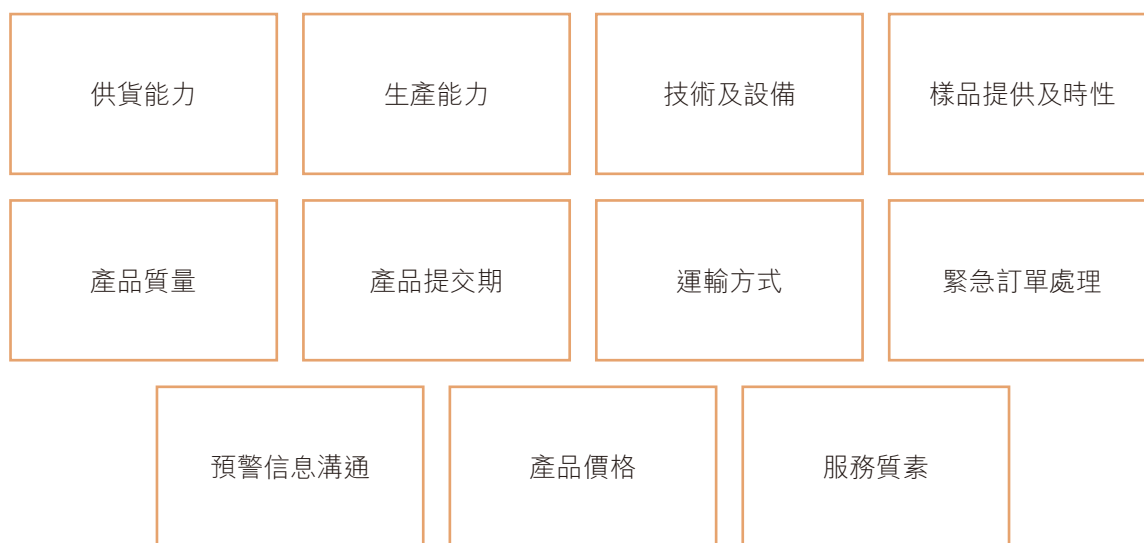 供貨能力
生產能力
技術及設備
樣品提供及時性
產品質量
產品提交期
運輸方式
緊急訂單處理
預警信息溝通
產品價格
服務質素